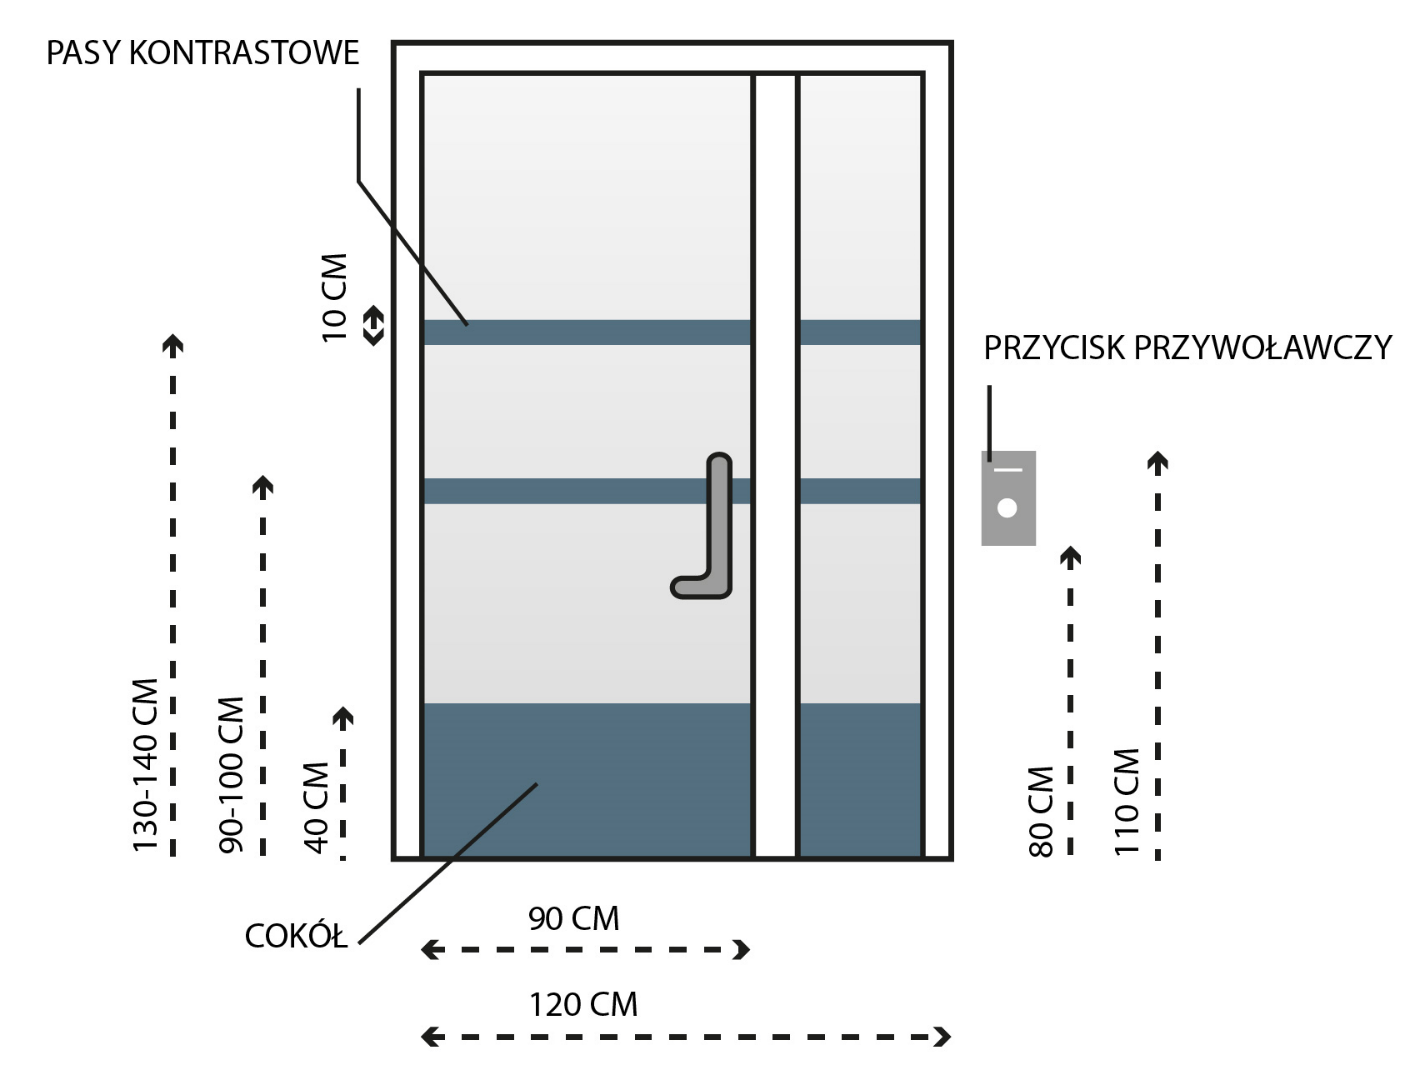 PASY KONTRASTOWE
10 CM
PRZYCISK PRZYWOŁAWCZY
130-140 CM
90-100 CM
40 CM
80 CM
110 CM
COKÓŁ
90 CM
120 CM